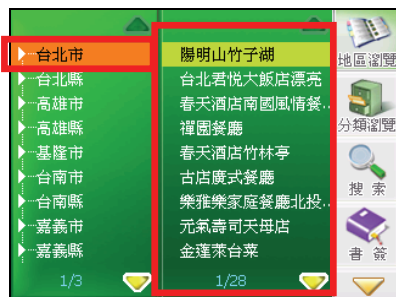 台北市
台北縣
高雄市
高雄縣
基隆市
台南市
台南縣
嘉義市
嘉義縣
1/3
陽明山竹子湖
台北君悦大飯店漂亮
春天酒店南國風情餐..
禪園餐廳
春天酒店竹林亭
古店廣式餐廳
樂雅樂家庭餐廳北投..
元氣壽司天母店
金蓬萊台菜
1/28
地區瀏覽
分類瀏覽
搜 索
書 簽